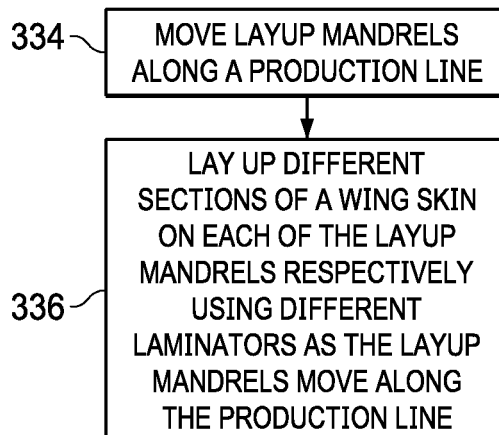 334
MOVE LAYUP MANDRELS
ALONG A PRODUCTION LINE
336
LAY UP DIFFERENT
SECTIONS OF A WING SKIN
ON EACH OF THE LAYUP
MANDRELS RESPECTIVELY
USING DIFFERENT
LAMINATORS AS THE LAYUP
MANDRELS MOVE ALONG
THE PRODUCTION LINE